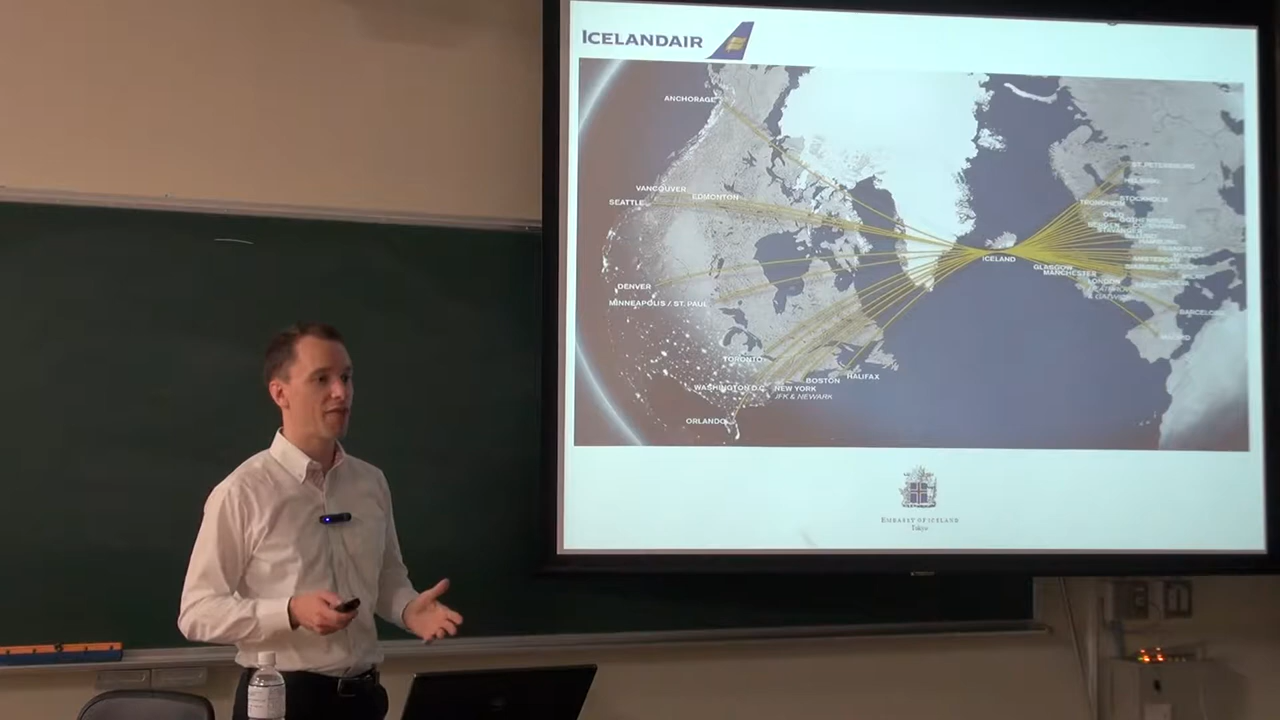 ICELANDAIR
ANCHORAGE
VANCOUVER
EDMONTON
SEATTLE
DENVER
MINNEAPOLIS / ST. PAUL
TORONTO
WASHINGTON D.C.
NEW YORK
JFK & NEWARK
BOSTON
HALIFAX
ORLANDO
ICELAND
ST. PETERSBURG
TRONDHEIM
STOCKHOLM
GLASGOW
MANCHESTER
LONDON
BARCELONA
MADRID
EMBASSY OF ICELAND
Tokyo